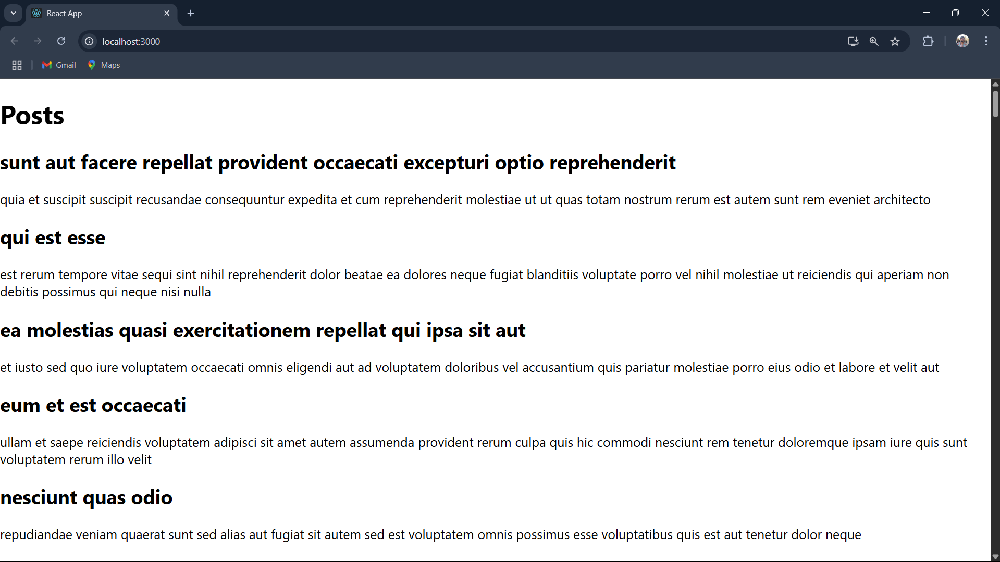 React App
localhost:3000
Gmail
Maps
Posts
sunt aut facere repellat provident occaecati excepturi optio reprehenderit
quia et suscipit suscipit recusandae consequuntur expedita et cum reprehenderit molestiae ut ut quas totam nostrum rerum est autem sunt rem eveniet architecto
qui est esse
est rerum tempore vitae sequi sint nihil reprehenderit dolor beatae ea dolores neque fugiat blanditiis voluptate porro vel nihil molestiae ut reiciendis qui aperiam non
debitis possimus qui neque nisi nulla
ea molestias quasi exercitationem repellat qui ipsa sit aut
et iusto sed quo iure voluptatem occaecati omnis eligendi aut ad voluptatem doloribus vel accusantium quis pariatur molestiae porro eius odio et labore et velit aut
eum et est occaecati
ullam et saepe reiciendis voluptatem adipisci sit amet autem assumenda provident rerum culpa quis hic commodi nesciunt rem tenetur doloremque ipsam iure quis sunt
voluptatem rerum illo velit
nesciunt quas odio
repudiandae veniam quaerat sunt sed alias aut fugiat sit autem sed est voluptatem omnis possimus esse voluptatibus quis est aut tenetur dolor neque